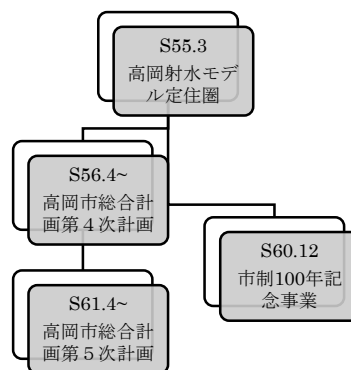 S55.3
高岡射水モデ
ル定住圏
S56.4~
高岡市総合計
画第４次計画
S60.12
市制100年記
念事業
S61.4~
高岡市総合計
画第５次計画